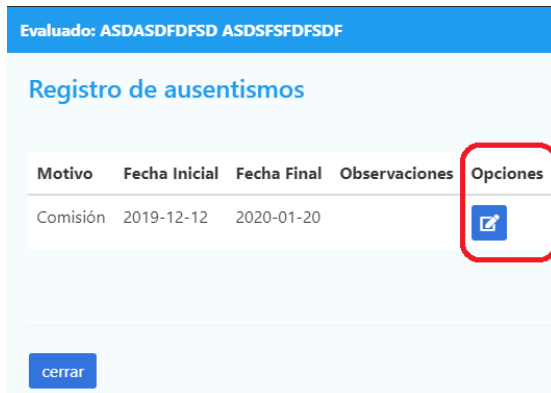 Evaluado: ASDASDFDFSD ASDSFSFDFSDF
Registro de ausentismos
Motivo Fecha Inicial Fecha Final Observaciones Opciones
Comisión 2019-12-12 2020-01-20
cerrar